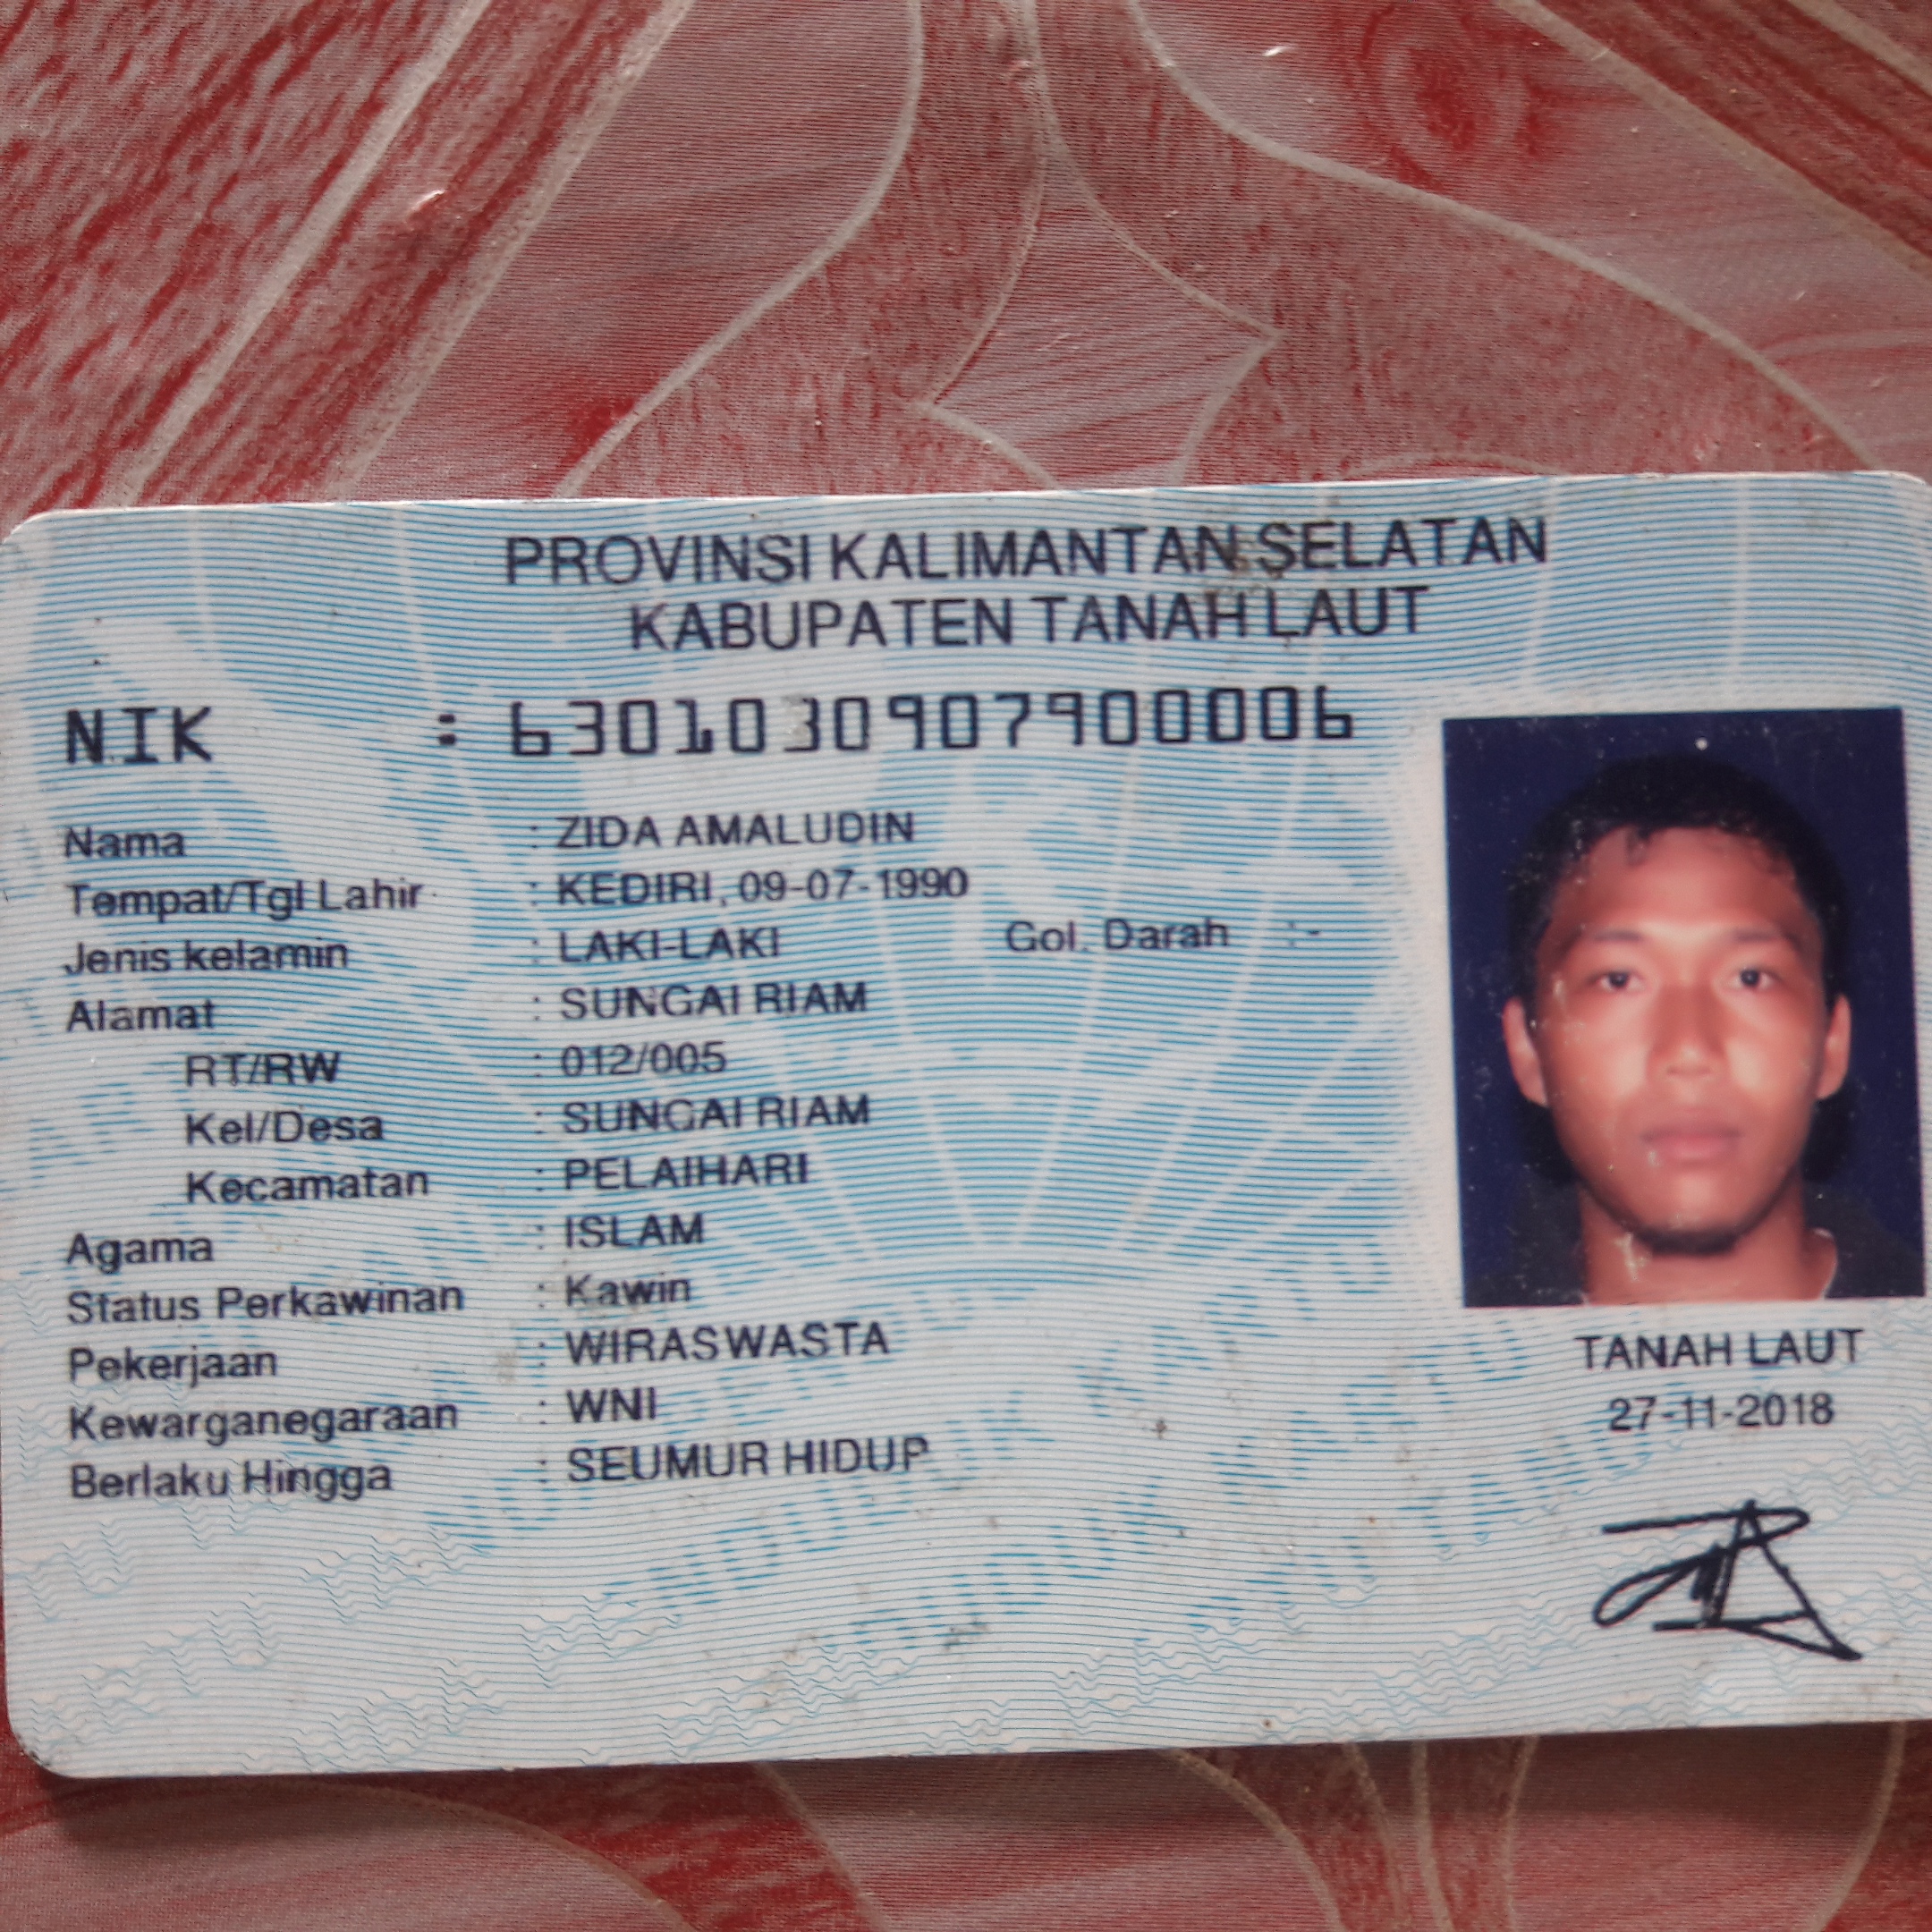 PROVINSI KALIMANTAN SELATAN
KABUPATEN TANAH LAUT
NIK : 6301030907900006
Nama : ZIDA AMALUDIN
Tempat/Tgl Lahir : KEDIRI, 09-07-1990
Jenis kelamin : LAKI-LAKI Gol. Darah : -
Alamat : SUNGAI RIAM
RT/RW : 012/005
Kel/Desa : SUNGAI RIAM
Kecamatan : PELAIHARI
Agama : ISLAM
Status Perkawinan : Kawin
Pekerjaan : WIRASWASTA
Kewarganegaraan : WNI
Berlaku Hingga : SEUMUR HIDUP
TANAH LAUT
27-11-2018